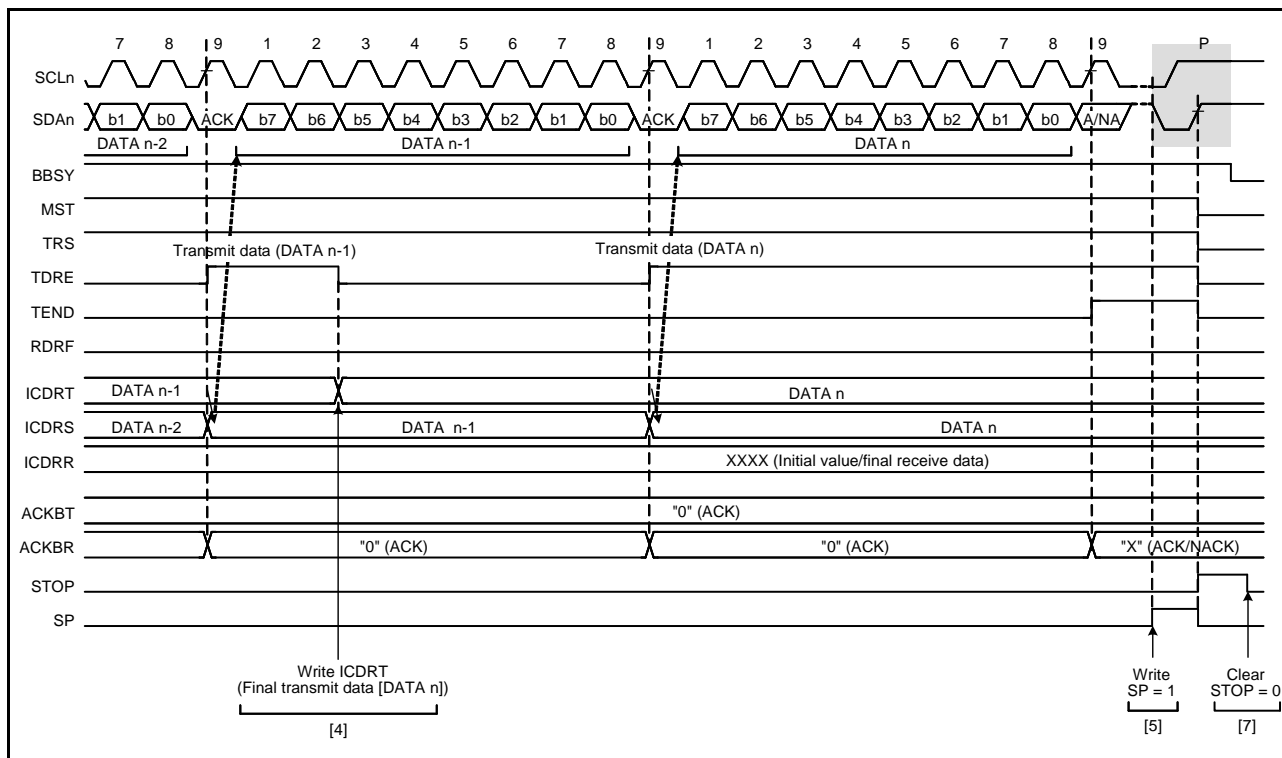 7 8 9 1 2 3 4 5 6 7 8 9 1 2 3 4 5 6 7 8 9 P
SCLn
SDAn b1 b0 ACK b7 b6 b5 b4 b3 b2 b1 b0 ACK b7 b6 b5 b4 b3 b2 b1 b0 A/NA
DATA n-2 DATA n-1 DATA n
BBSY
MST
TRS
Transmit data (DATA n-1) Transmit data (DATA n)
TDRE
TEND
RDRF
ICDRT DATA n-1 DATA n
ICDRS DATA n-2 DATA n-1 DATA n
ICDRR XXXX (Initial value/final receive data)
ACKBT "0" (ACK)
ACKBR "0" (ACK) "0" (ACK) "X" (ACK/NACK)
STOP
SP
Write ICDRT
(Final transmit data [DATA n])
[4]
Write
SP = 1
[5]
Clear
STOP = 0
[7]